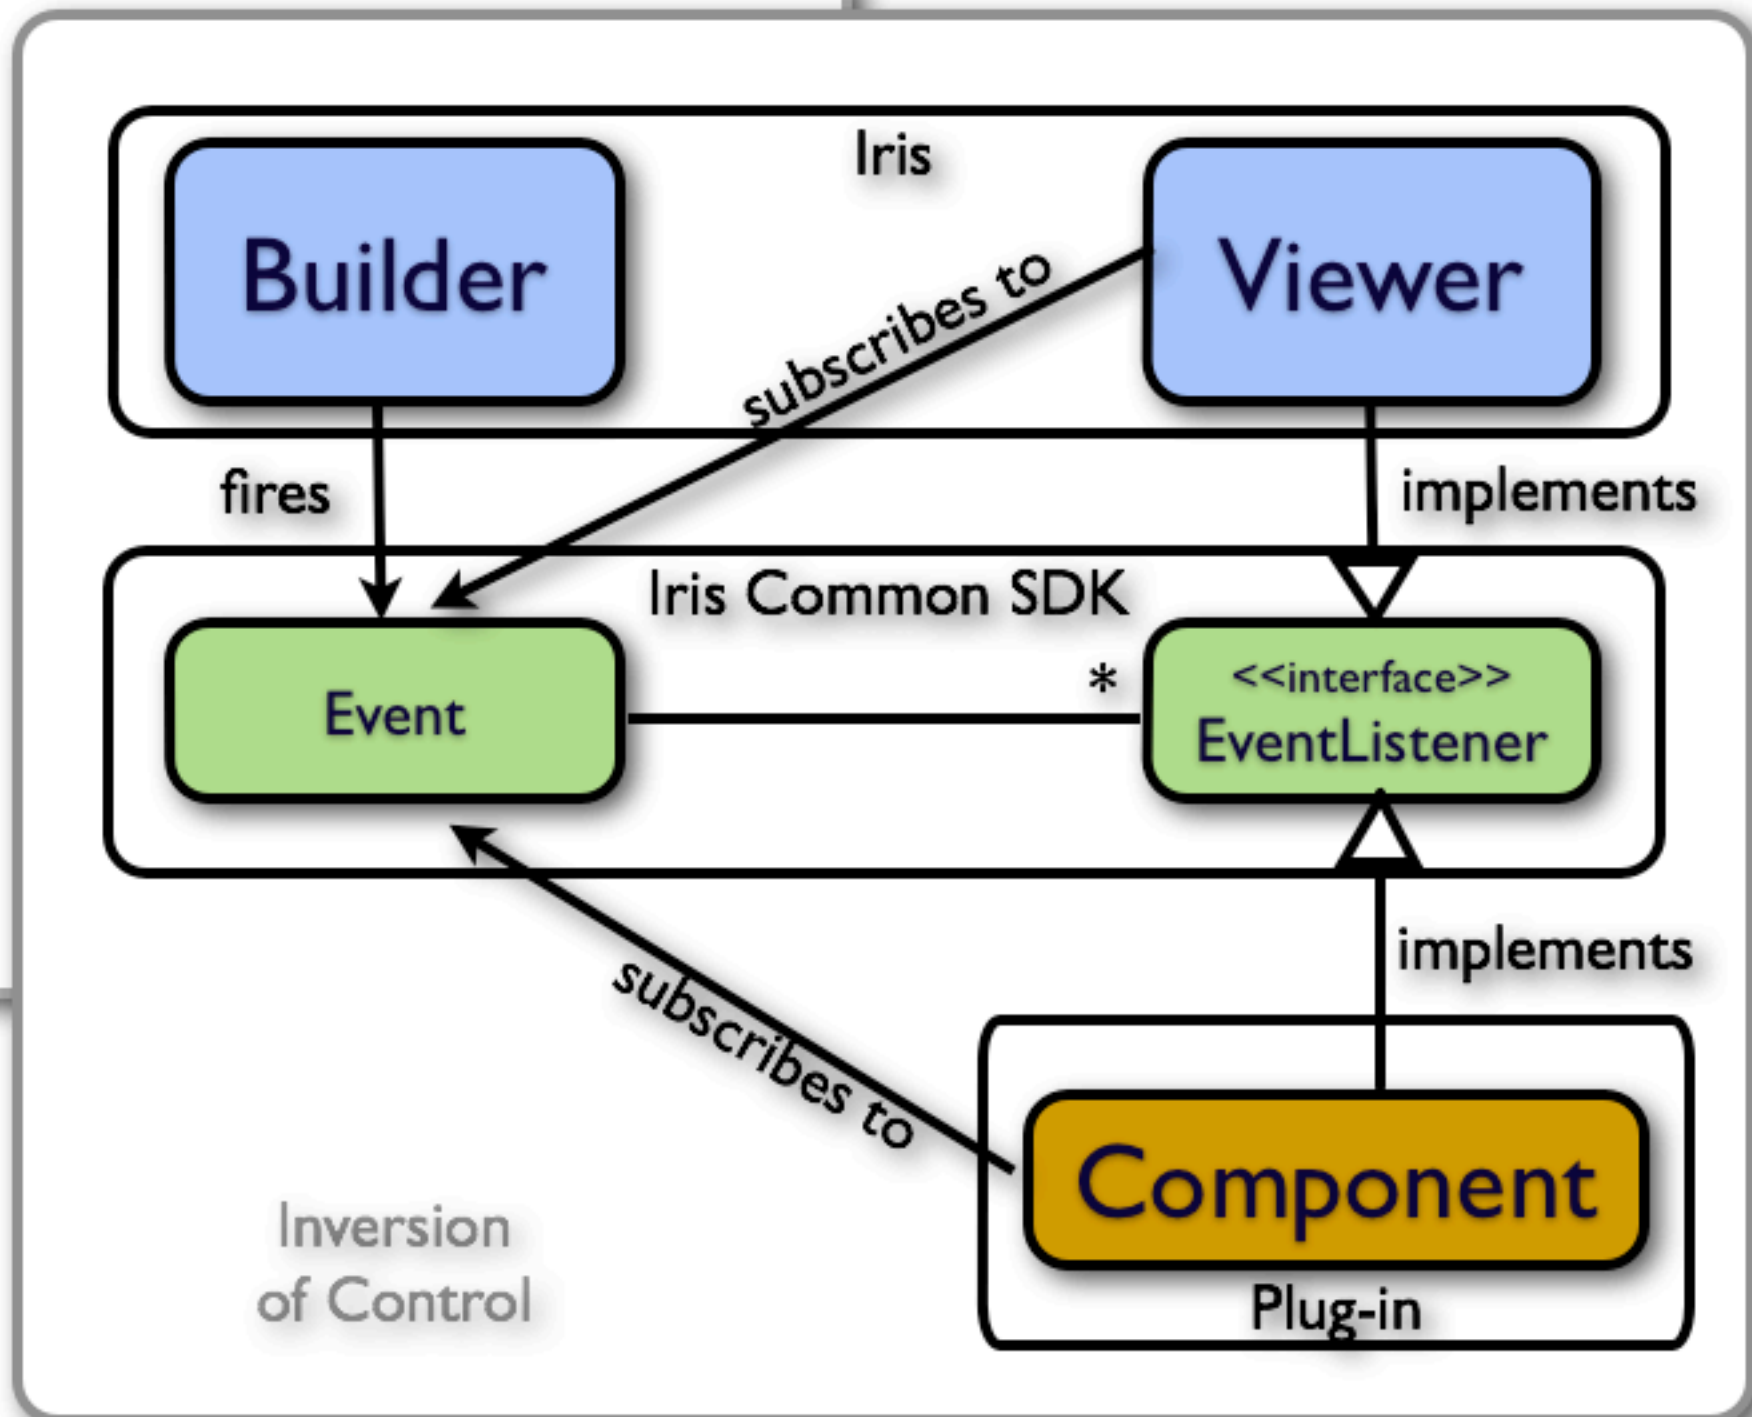 Iris
Builder
Viewer
subscribes to
fires
implements
Iris Common SDK
Event
*
<<interface>>
EventListener
subscribes to
implements
Component
Plug-in
Inversion
of Control